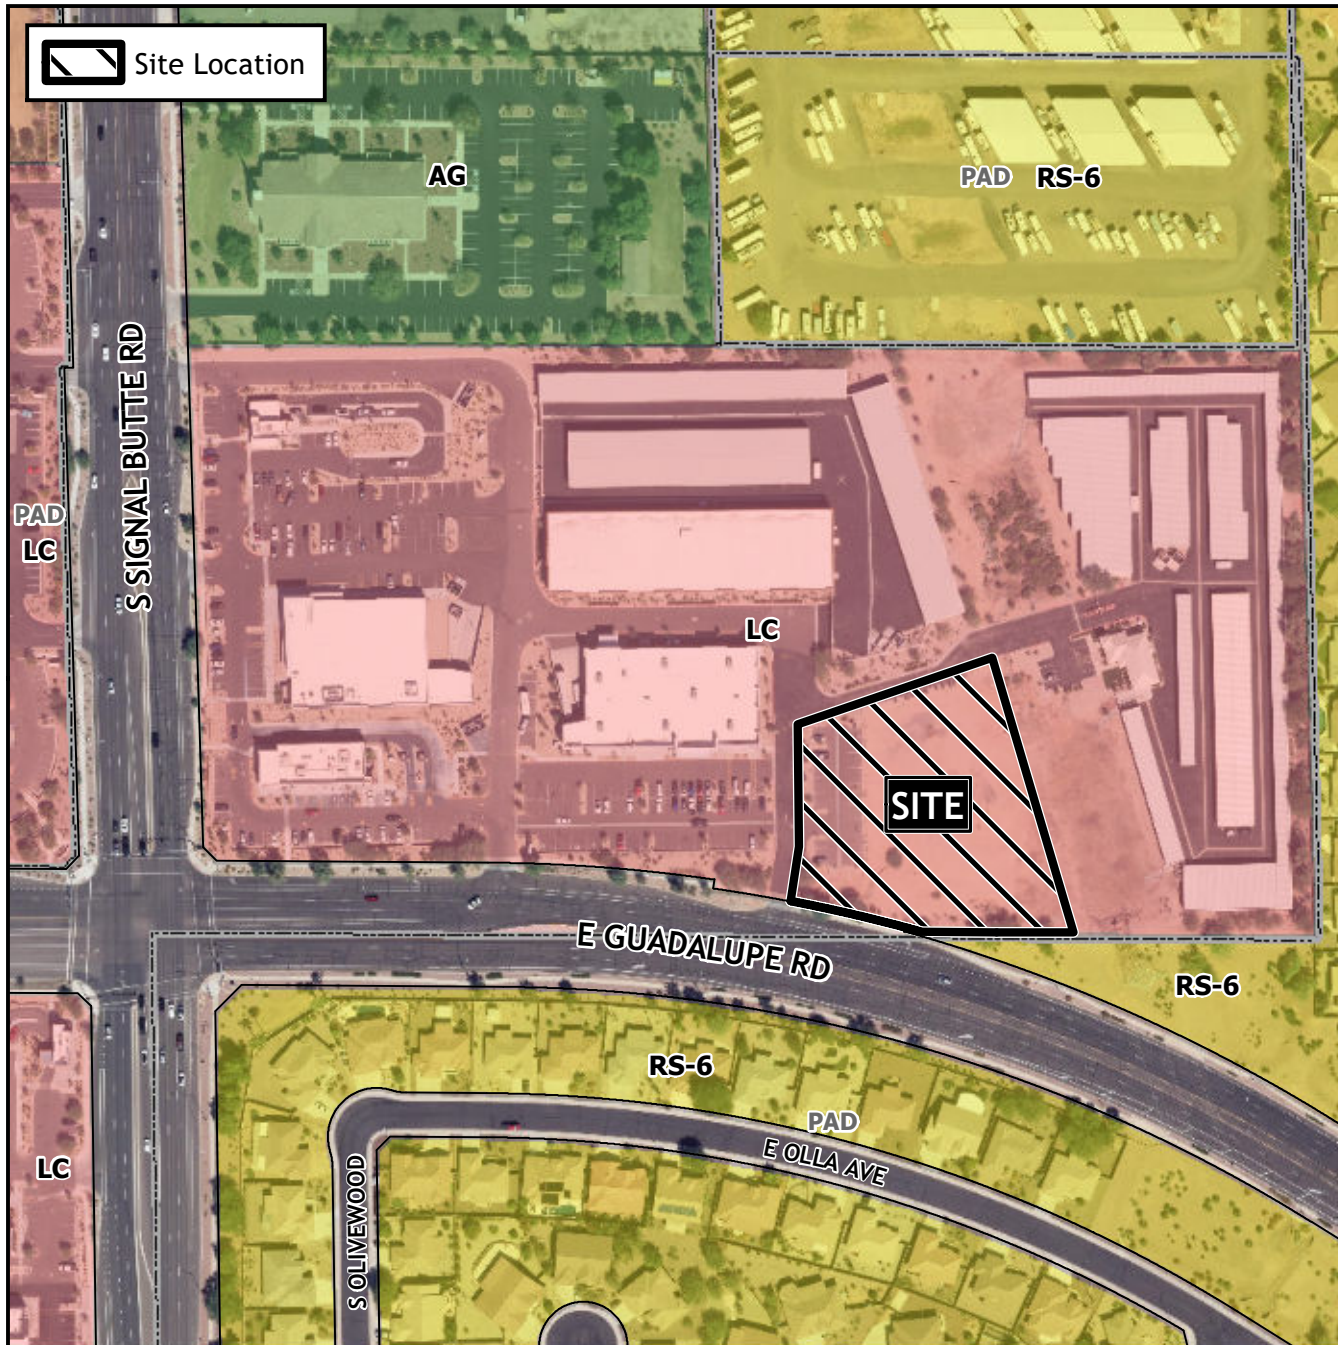 Site Location
AG
PAD RS-6
S SIGNAL BUTTE RD
PAD
LC
LC
SITE
E GUADALUPE RD
RS-6
RS-6
PAD
E OLLA AVE
LC
S OLIVEWOOD